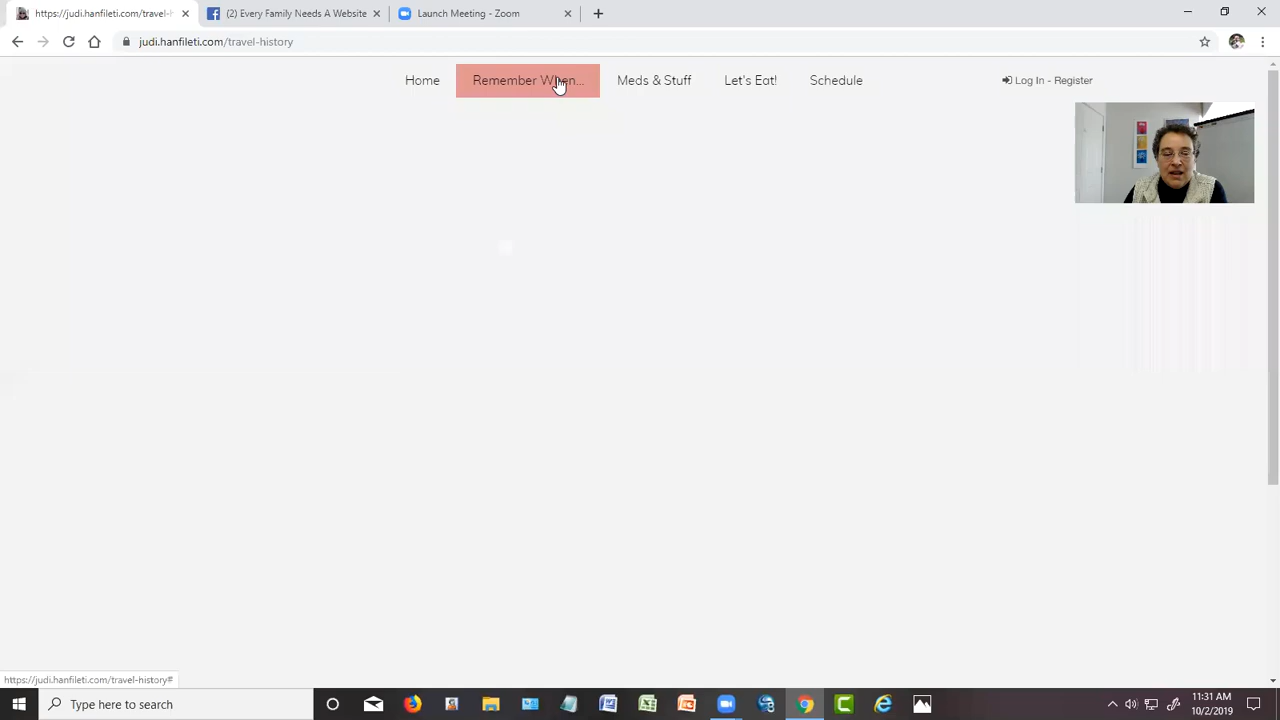 https://judi.hanfileti.com/travel-h
(2) Every Family Needs A Website
Launch Meeting - Zoom
judi.hanfileti.com/travel-history
Home
Remember When...
Meds & Stuff
Let's Eat!
Schedule
Log In - Register
https://judi.hanfileti.com/travel-history#
Type here to search
11:31 AM
10/2/2019